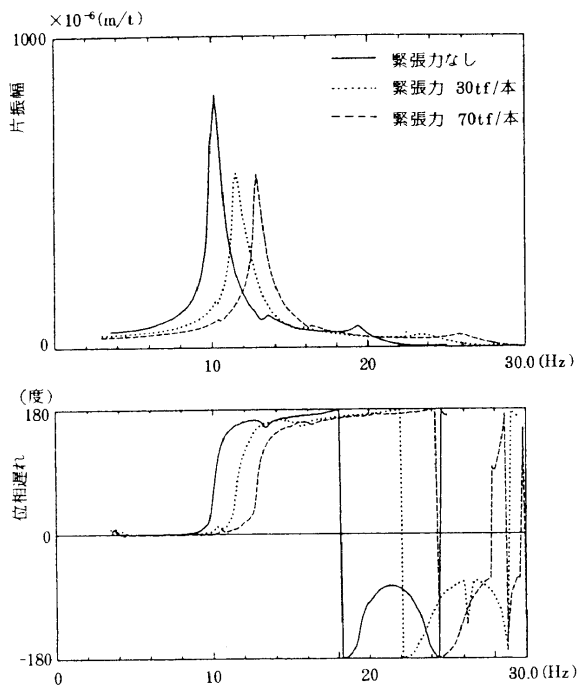 ×10⁻⁶(m/t)
1000
片振幅
緊張力なし
緊張力 30tf/本
緊張力 70tf/本
0
10
20
30.0(Hz)
(度)
180
位相遅れ
0
-180
0
10
20
30.0(Hz)